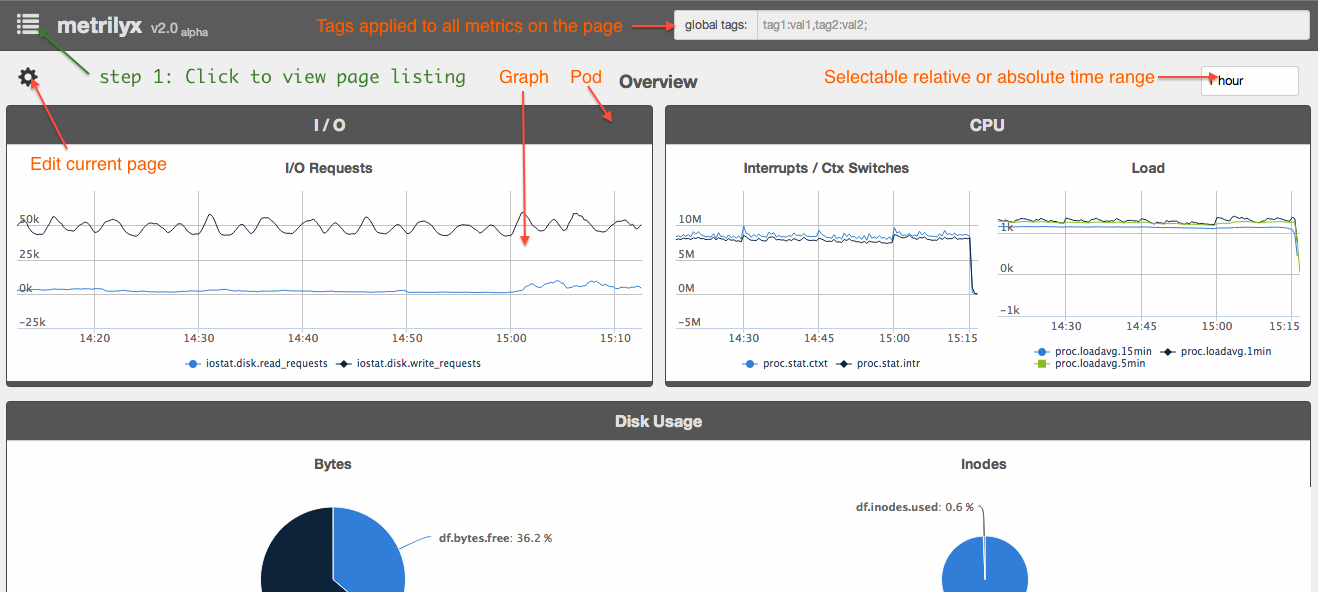 metrilyx v2.0 alpha
Tags applied to all metrics on the page
global tags: tag1:val1,tag2:val2;
step 1: Click to view page listing
Graph
Pod
Overview
Selectable relative or absolute time range
1 hour
Edit current page
I / O
I/O Requests
50k
25k
0k
−25k
14:20 14:30 14:40 14:50 15:00 15:10
iostat.disk.read_requests iostat.disk.write_requests
CPU
Interrupts / Ctx Switches
10M
5M
0M
−5M
14:30 14:45 15:00 15:15
proc.stat.ctxt proc.stat.intr
Load
1k
0k
−1k
14:30 14:45 15:00 15:15
proc.loadavg.15min proc.loadavg.1min
proc.loadavg.5min
Disk Usage
Bytes
df.bytes.free: 36.2 %
Inodes
df.inodes.used: 0.6 %